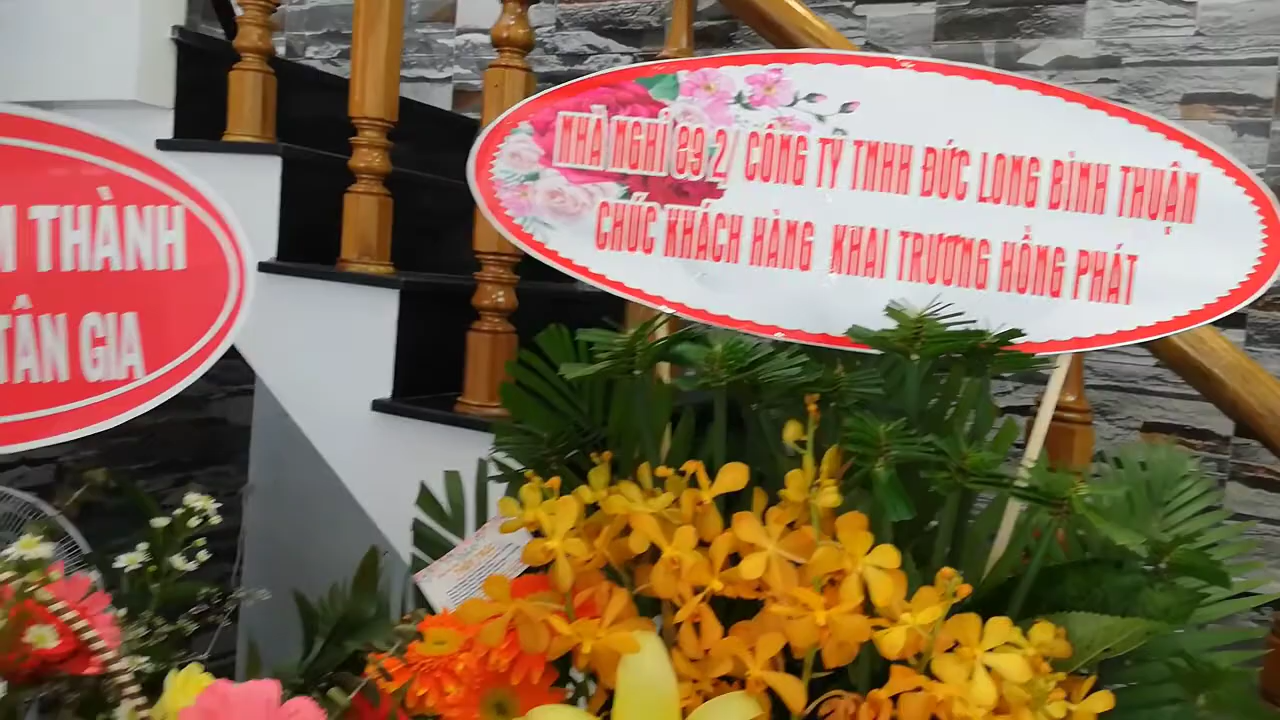 THÀNH
TÂN GIA
NHÀ NGHỈ 89 2/ CÔNG TY TNHH ĐỨC LONG BÌNH THUẬN
CHÚC KHÁCH HÀNG KHAI TRƯƠNG HỒNG PHÁT